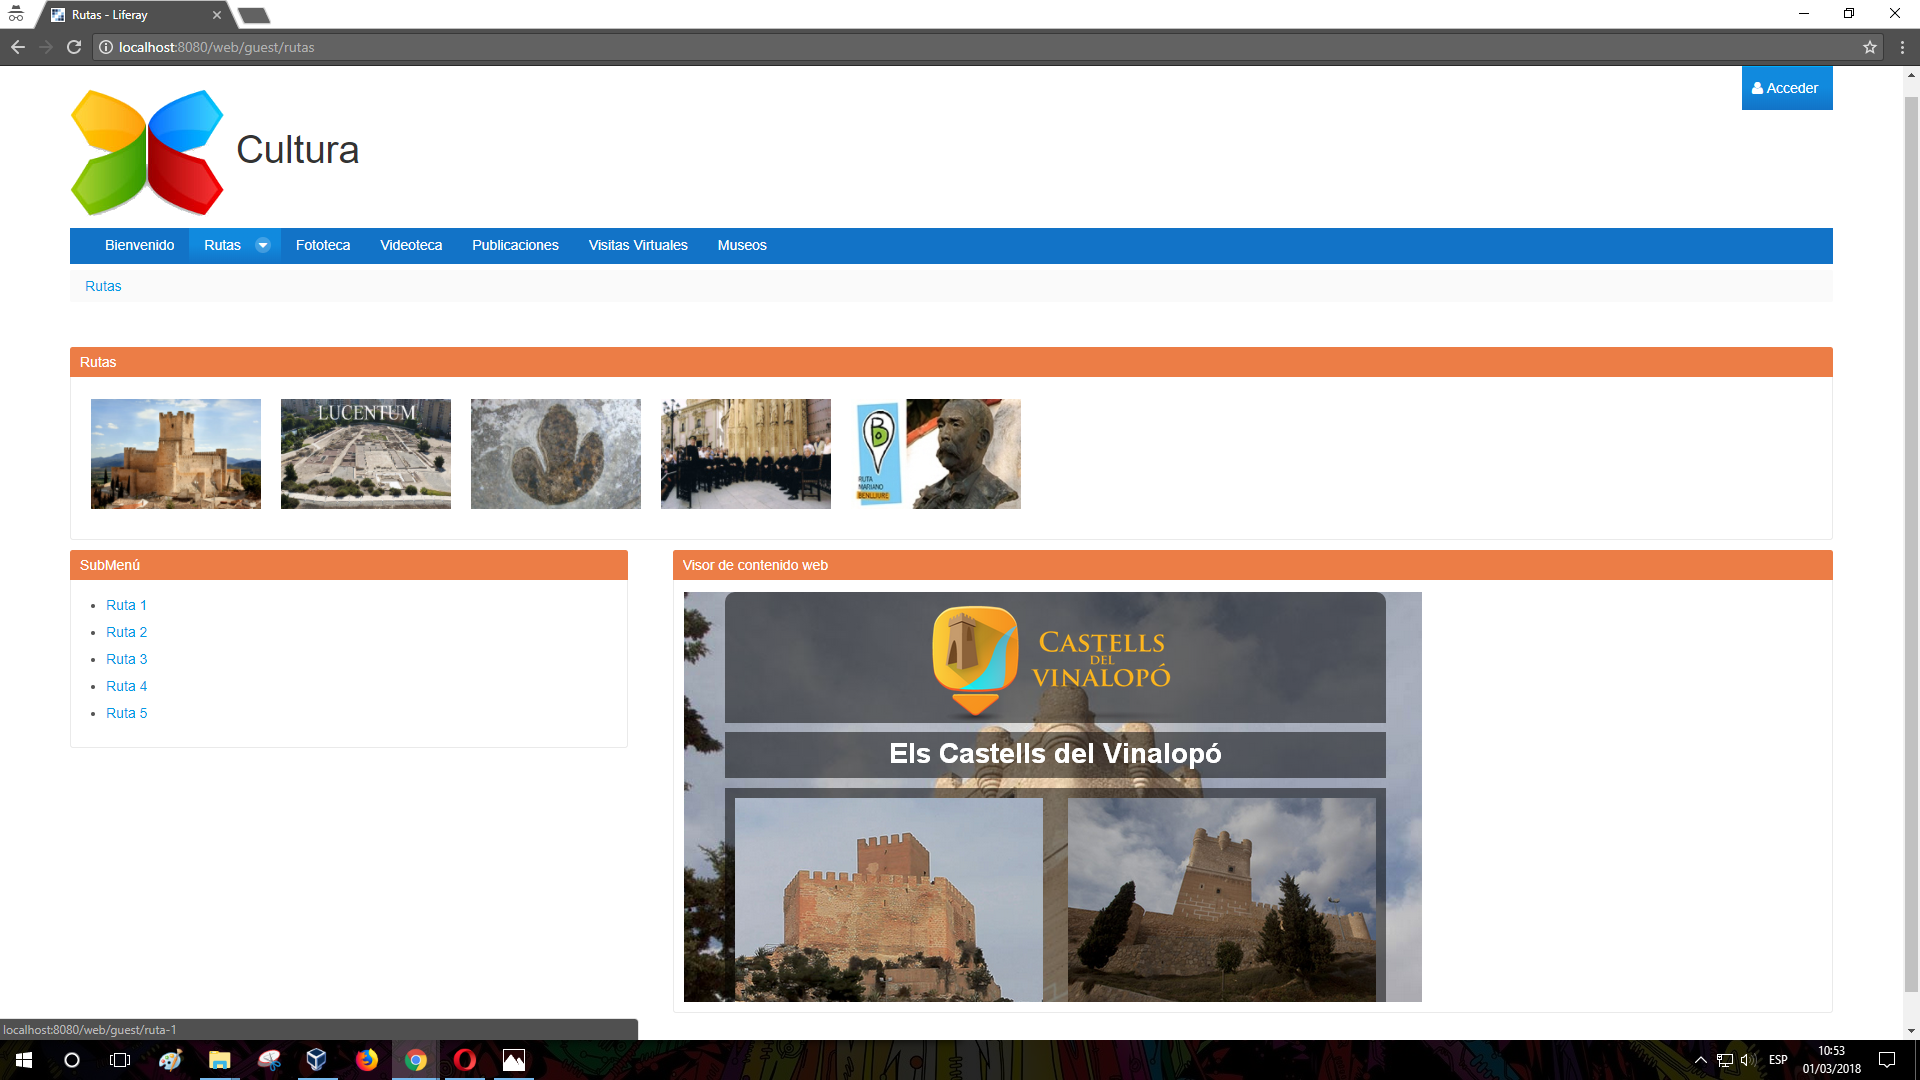 Rutas - Liferay
localhost:8080/web/guest/rutas
Acceder
Cultura
Bienvenido Rutas Fototeca Videoteca Publicaciones Visitas Virtuales Museos
Rutas
Rutas
LUCENTUM
RUTA
MARIANO
BENLLIURE
SubMenú
Ruta 1
Ruta 2
Ruta 3
Ruta 4
Ruta 5
Visor de contenido web
CASTELLS
DEL
VINALOPÓ
Els Castells del Vinalopó
localhost:8080/web/guest/ruta-1
ESP
10:53
01/03/2018